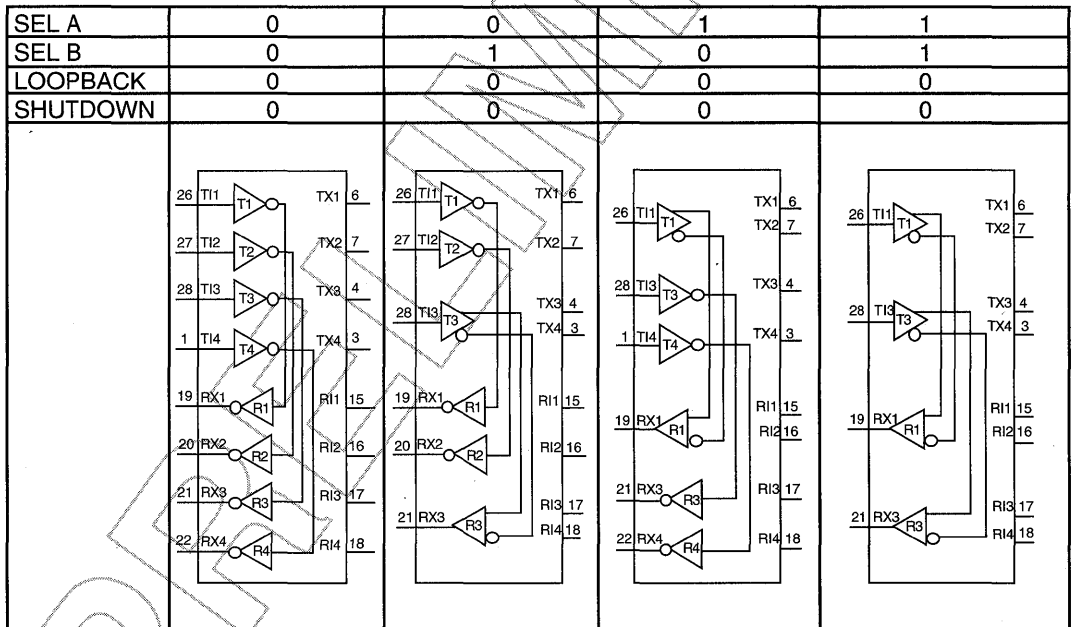 SEL A 0 0 1 1
SEL B 0 1 0 1
LOOPBACK 0 0 0 0
SHUTDOWN 0 0 0 0
26 TI1 T1 TX1 6
27 TI2 T2 TX2 7
28 TI3 T3 TX3 4
1 TI4 T4 TX4 3
19 RX1 R1 RI1 15
20 RX2 R2 RI2 16
21 RX3 R3 RI3 17
22 RX4 R4 RI4 18
26 TI1 T1 TX1 6
27 TI2 T2 TX2 7
28 TI3 T3 TX3 4
TX4 3
19 RX1 R1 RI1 15
20 RX2 R2 RI2 16
21 RX3 R3 RI3 17
RI4 18
26 TI1 T1 TX1 6
TX2 7
28 TI3 T3 TX3 4
1 TI4 T4 TX4 3
19 RX1 R1 RI1 15
RI2 16
21 RX3 R3 RI3 17
22 RX4 R4 RI4 18
26 TI1 T1 TX1 6
TX2 7
28 TI3 T3 TX3 4
TX4 3
19 RX1 R1 RI1 15
RI2 16
21 RX3 R3 RI3 17
RI4 18